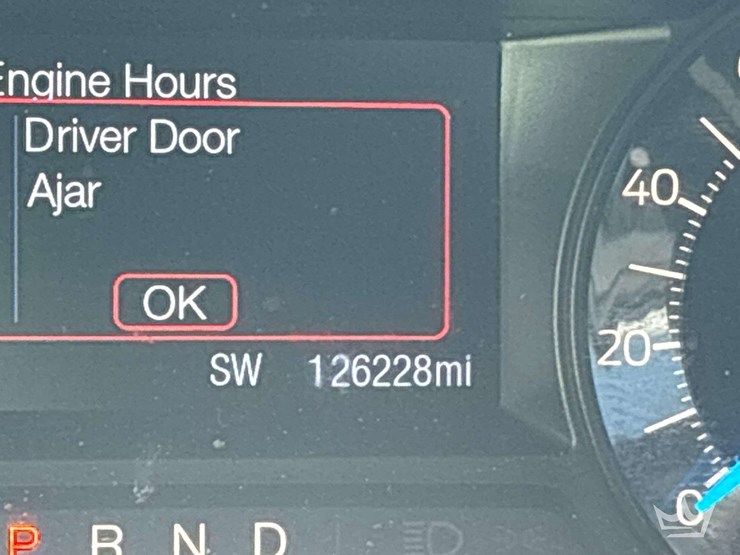 Engine Hours
Driver Door
Ajar
OK
SW 126228mi
40
20
0
P R N D